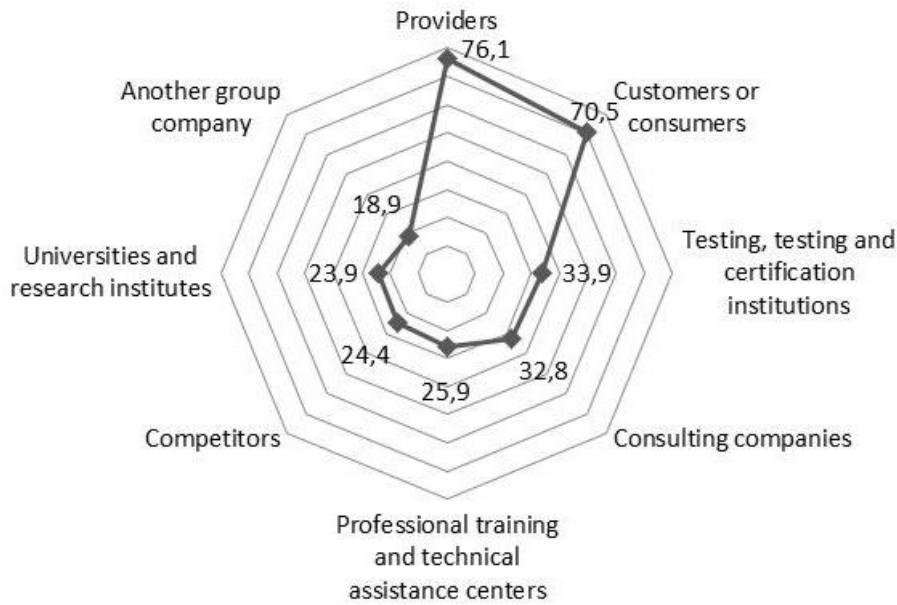 Providers
76,1
Customers or
consumers
70,5
Testing, testing and
certification
institutions
33,9
Consulting companies
32,8
Professional training
and technical
assistance centers
25,9
Competitors
24,4
Universities and
research institutes
23,9
Another group
company
18,9